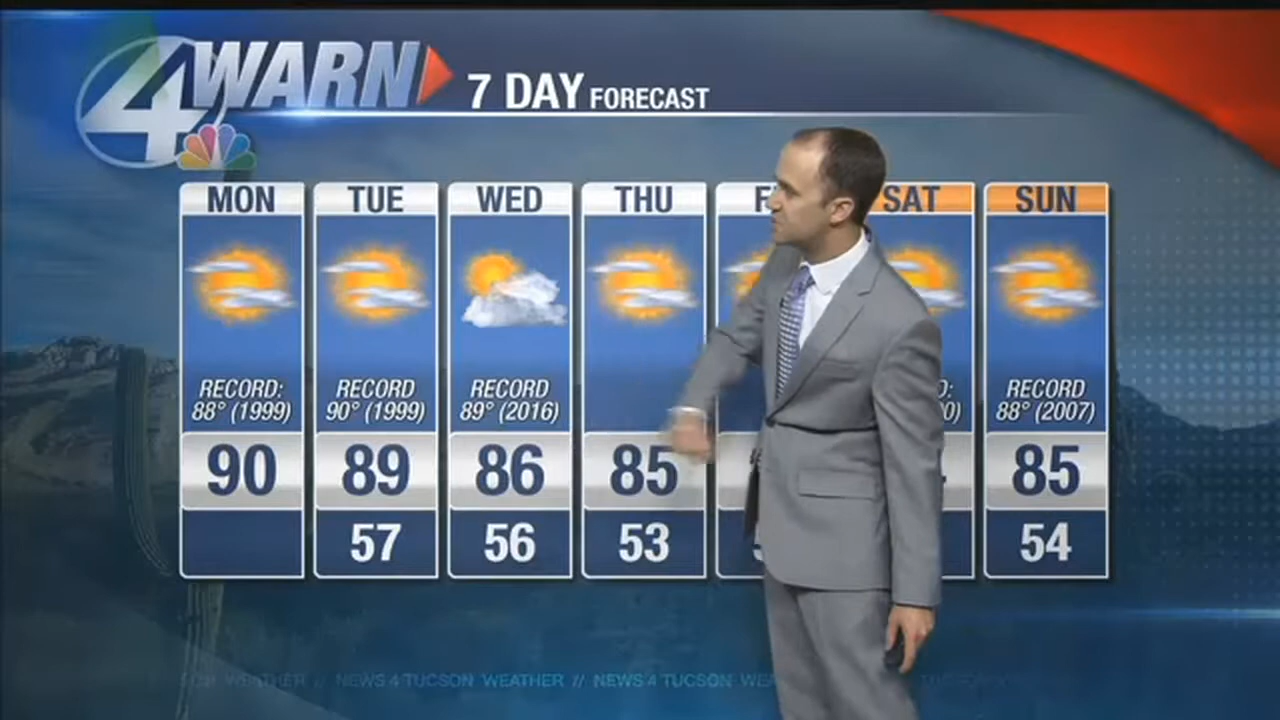 4WARN
7 DAY FORECAST
MON TUE WED THU SAT SUN
RECORD: 88° (1999)
RECORD 90° (1999)
RECORD 89° (2016)
RECORD 88° (2007)
90 89 86 85 85
57 56 53 54
WEATHER // NEWS 4 TUCSON WEATHER // NEWS 4 TUCSON